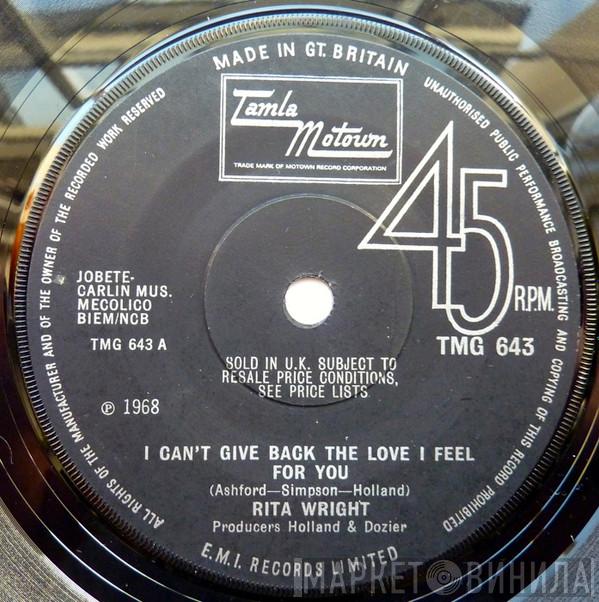 MADE IN GT. BRITAIN
UNAUTHORISED PUBLIC PERFORMANCE BROADCASTING AND COPYING OF THIS RECORD PROHIBITED
ALL RIGHTS OF THE MANUFACTURER AND OF THE OWNER OF THE RECORDED WORK RESERVED
Tamla
Motown
TRADE MARK OF MOTOWN RECORD CORPORATION
45
R.P.M.
JOBETE-
CARLIN MUS.
MECOLICO
BIEM/NCB
TMG 643 A
TMG 643
SOLD IN U.K. SUBJECT TO
RESALE PRICE CONDITIONS,
SEE PRICE LISTS
℗ 1968
I CAN'T GIVE BACK THE LOVE I FEEL
FOR YOU
(Ashford—Simpson—Holland)
RITA WRIGHT
Producers Holland & Dozier
E.M.I. RECORDS LIMITED
МАРКЕТ ВИНИЛА